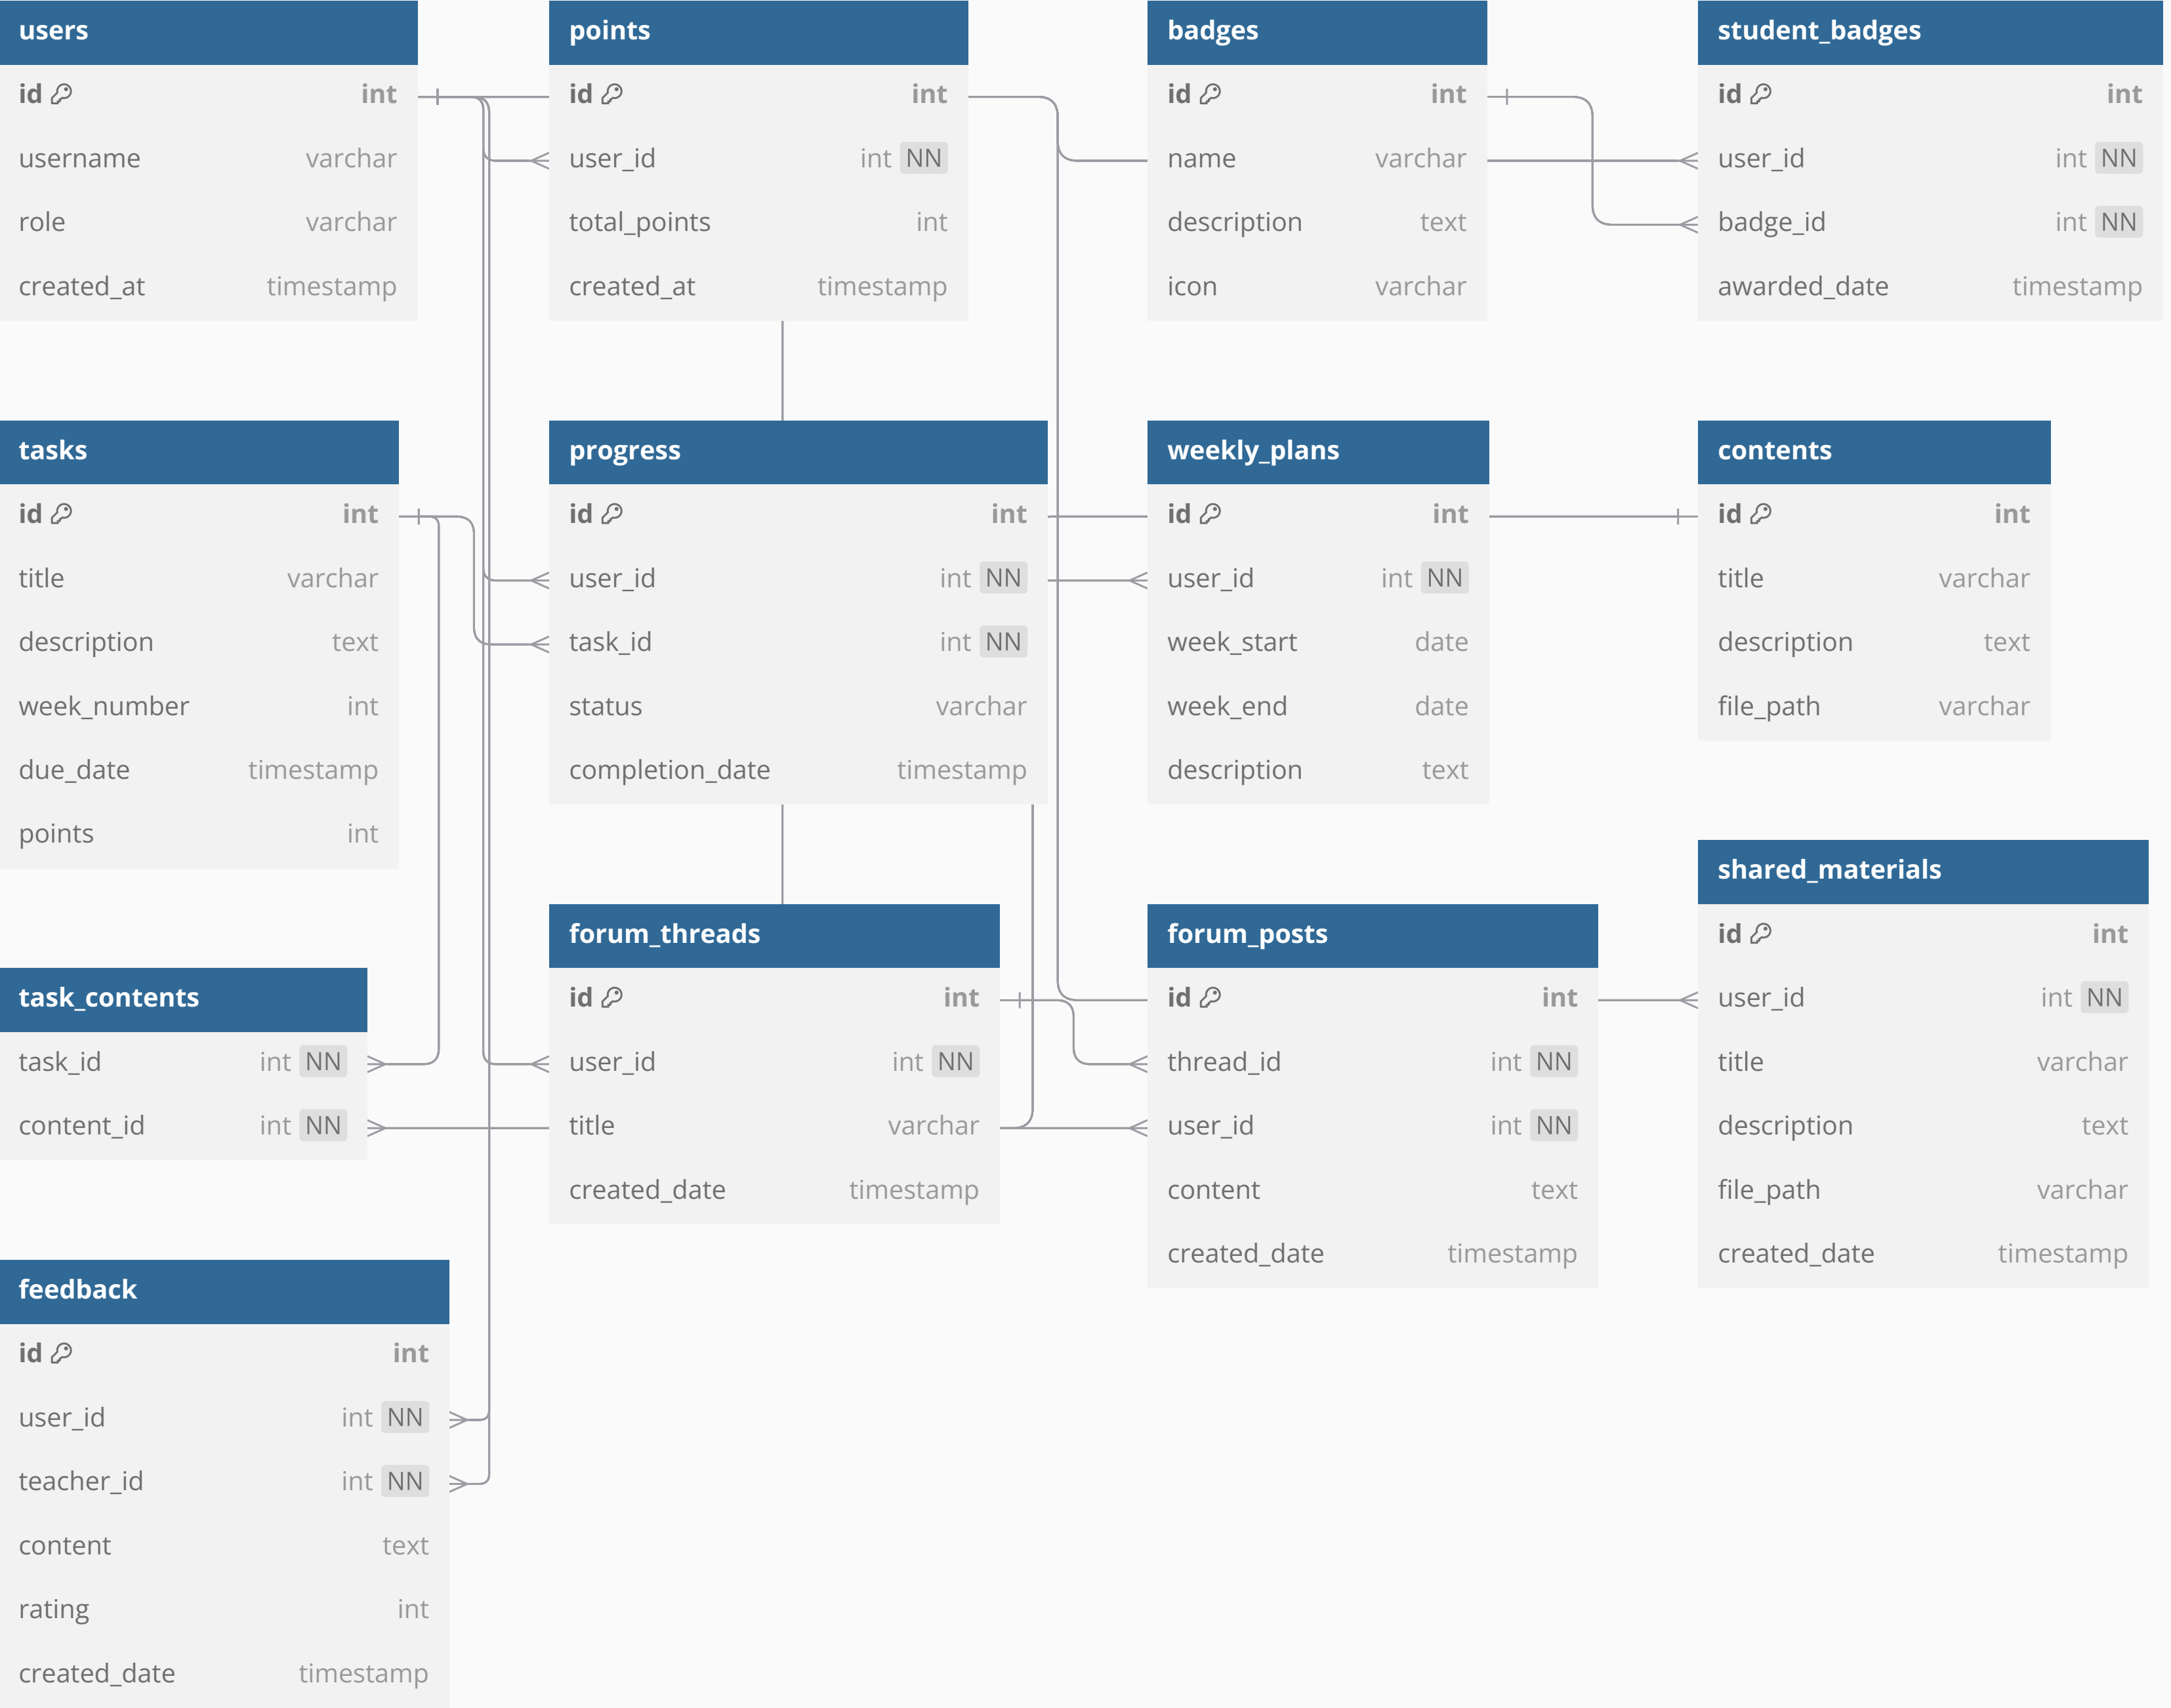 users
id int
username varchar
role varchar
created_at timestamp
points
id int
user_id int NN
total_points int
created_at timestamp
badges
id int
name varchar
description text
icon varchar
student_badges
id int
user_id int NN
badge_id int NN
awarded_date timestamp
tasks
id int
title varchar
description text
week_number int
due_date timestamp
points int
progress
id int
user_id int NN
task_id int NN
status varchar
completion_date timestamp
weekly_plans
id int
user_id int NN
week_start date
week_end date
description text
contents
id int
title varchar
description text
file_path varchar
task_contents
task_id int NN
content_id int NN
forum_threads
id int
user_id int NN
title varchar
created_date timestamp
forum_posts
id int
thread_id int NN
user_id int NN
content text
created_date timestamp
shared_materials
id int
user_id int NN
title varchar
description text
file_path varchar
created_date timestamp
feedback
id int
user_id int NN
teacher_id int NN
content text
rating int
created_date timestamp